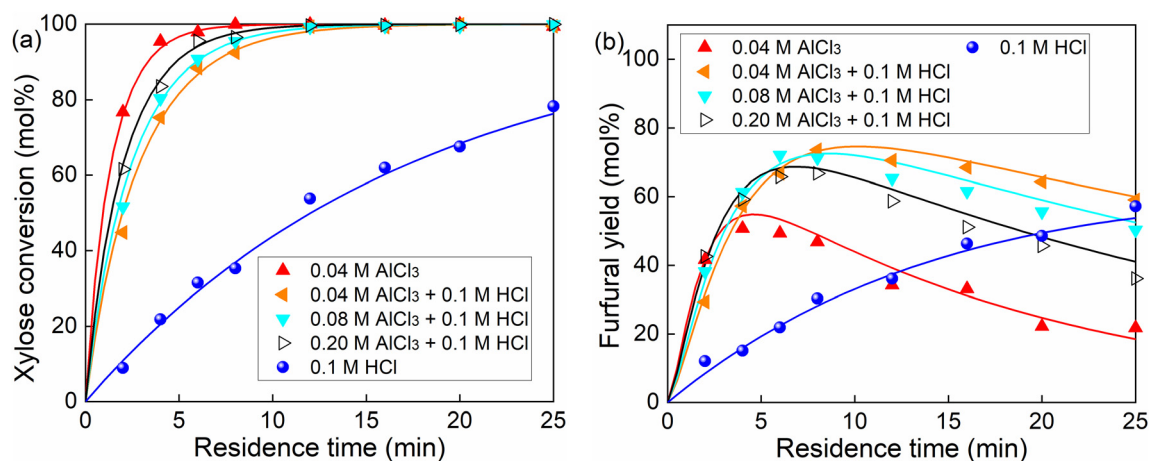 (a)
Xylose conversion (mol%)
100
80
60
40
20
0
0.04 M AlCl3
0.04 M AlCl3 + 0.1 M HCl
0.08 M AlCl3 + 0.1 M HCl
0.20 M AlCl3 + 0.1 M HCl
0.1 M HCl
0 5 10 15 20 25
Residence time (min)
(b)
Furfural yield (mol%)
100
80
60
40
20
0
0.04 M AlCl3
0.04 M AlCl3 + 0.1 M HCl
0.08 M AlCl3 + 0.1 M HCl
0.20 M AlCl3 + 0.1 M HCl
0.1 M HCl
0 5 10 15 20 25
Residence time (min)